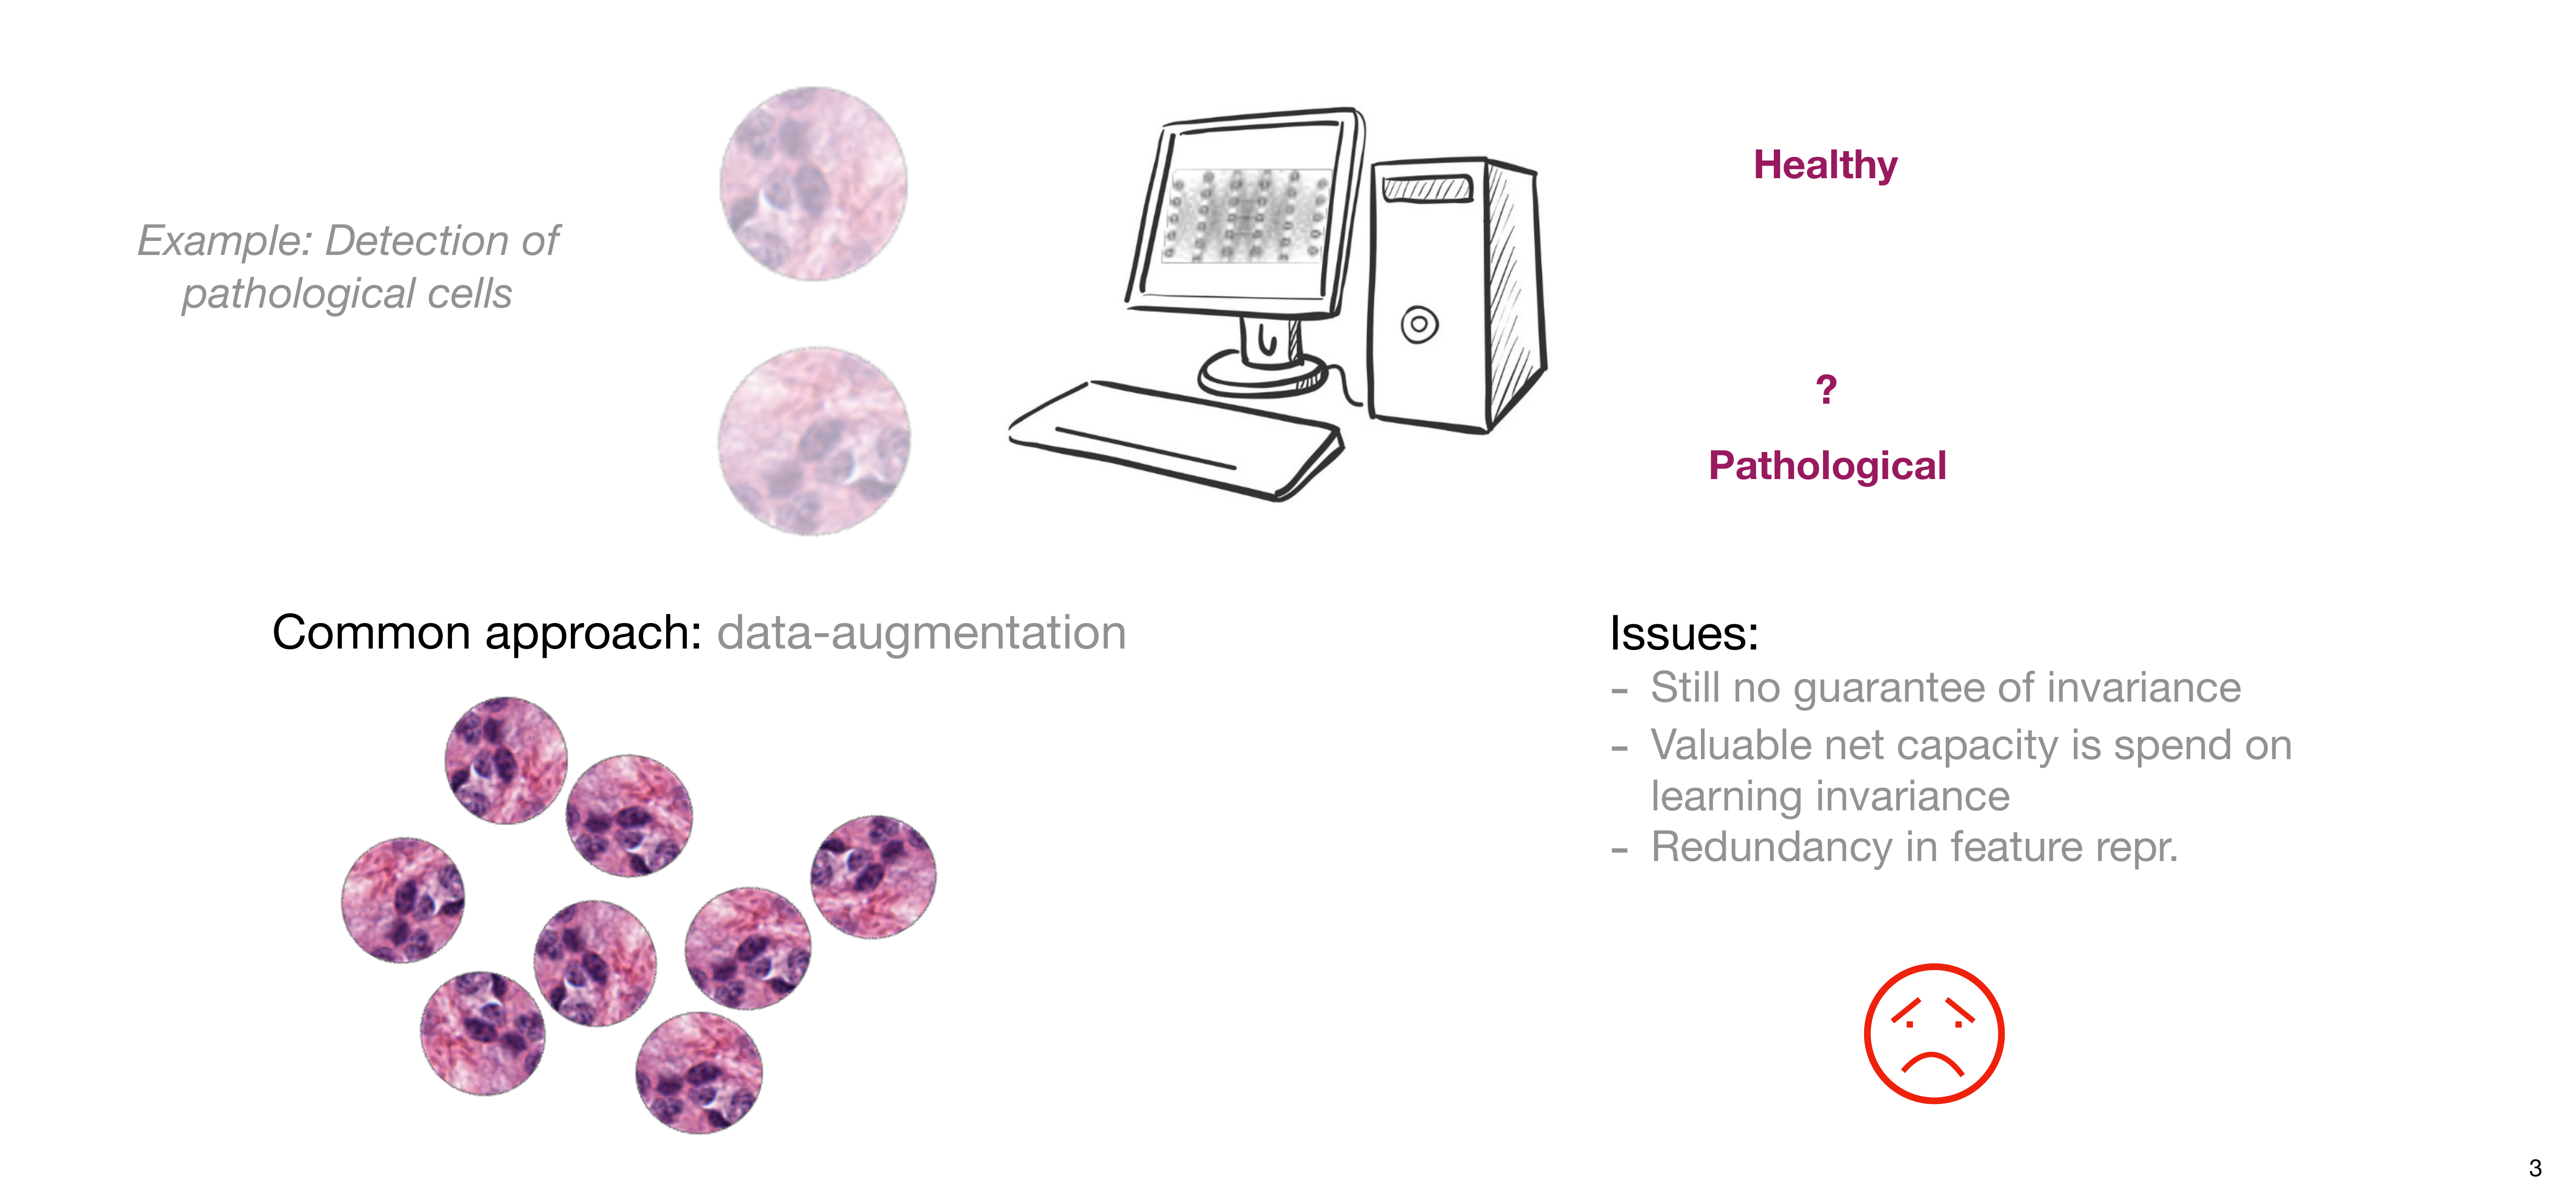 Example: Detection of
pathological cells
Healthy
?
Pathological
Common approach: data-augmentation
Issues:
- Still no guarantee of invariance
- Valuable net capacity is spend on
learning invariance
- Redundancy in feature repr.
3